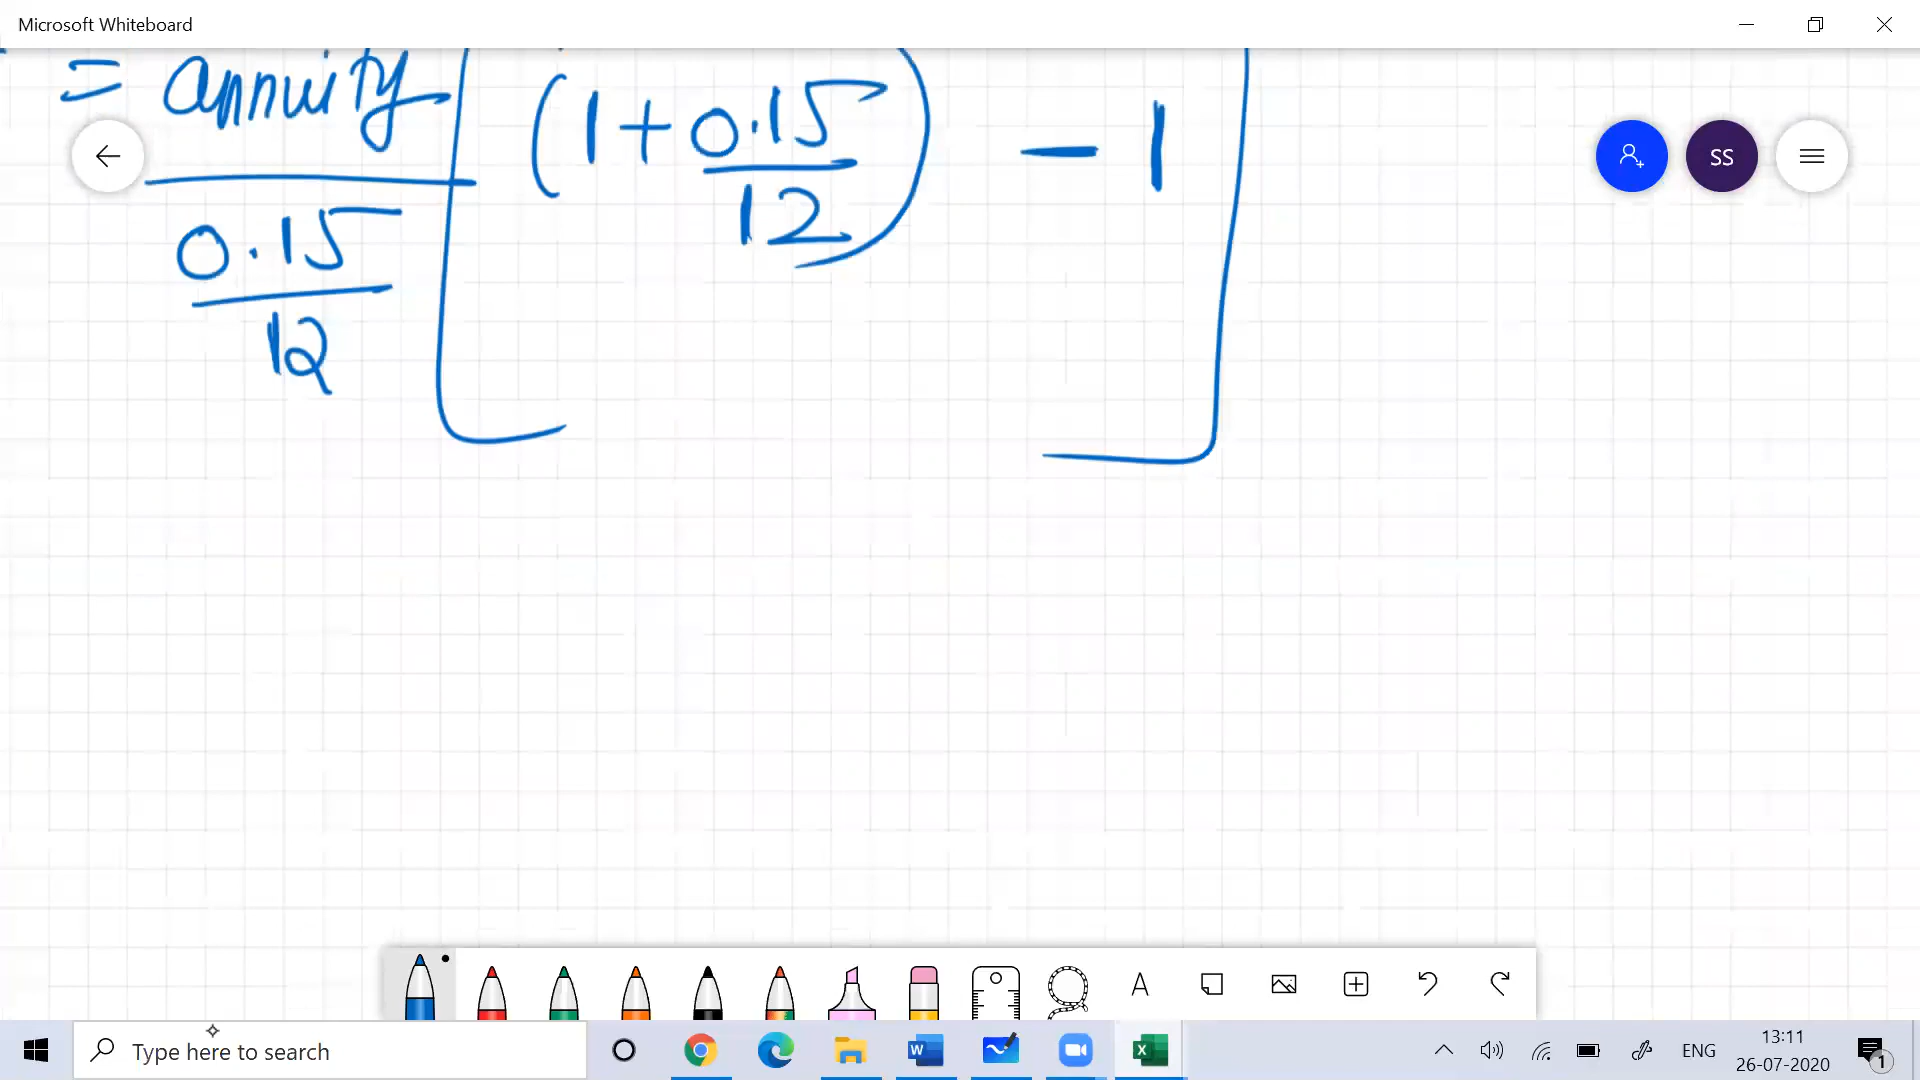 Microsoft Whiteboard
= annuity (1 + 0.15 - 1
12
0.15
12
SS
A
Type here to search
ENG
13:11
26-07-2020
1